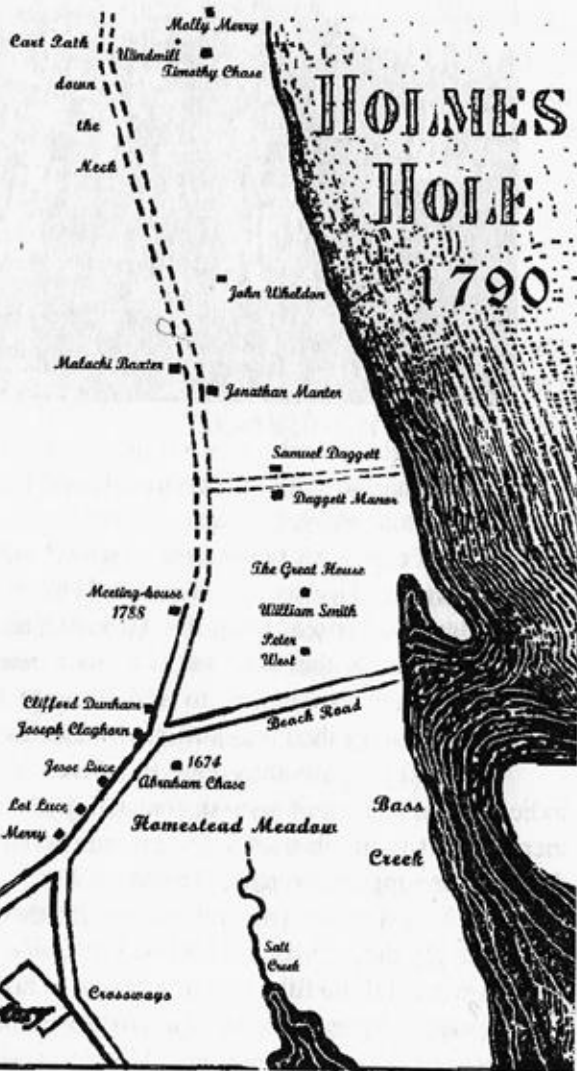 Molly Merry
Cart Path
Windmill
Timothy Chase
down
the
Neck
HOLMES
HOLE
1790
John Wheldon
Malachi Baxter
Jonathan Manter
Samuel Daggett
Daggett Manor
The Great House
Meeting-house
1788
William Smith
Peter
West
Clifford Dunham
Beach Road
Joseph Claghorn
1674
Jesse Luce
Abraham Chase
Lot Luce
Bass
Homestead Meadow
Merry
Creek
Salt
Creek
Crossways